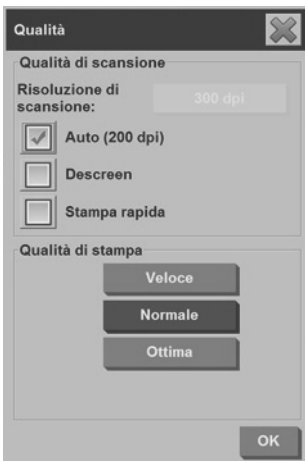 Qualità
Qualità di scansione
Risoluzione di
scansione:
300 dpi
Auto (200 dpi)
Descreen
Stampa rapida
Qualità di stampa
Veloce
Normale
Ottima
OK